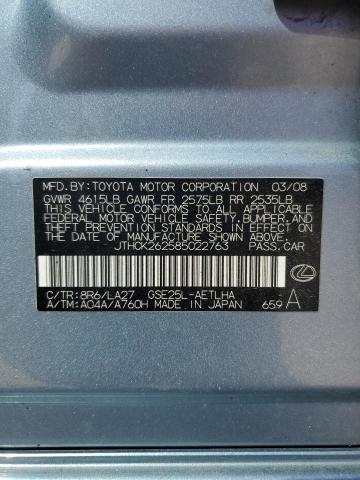 MFD.BY: TOYOTA MOTOR CORPORATION 03/08
GVWR 4615LB GAWR FR 2575LB RR 2535LB
THIS VEHICLE CONFORMS TO ALL APPLICABLE
FEDERAL MOTOR VEHICLE SAFETY, BUMPER, AND
THEFT PREVENTION STANDARDS IN EFFECT ON THE DATE
OF MANUFACTURE SHOWN ABOVE.
JTHCK262585022763 PASS.CAR
C/TR:8R6/LA27 GSE25L-AETLHA
A/TM:A04A/A760H MADE IN JAPAN 659 A